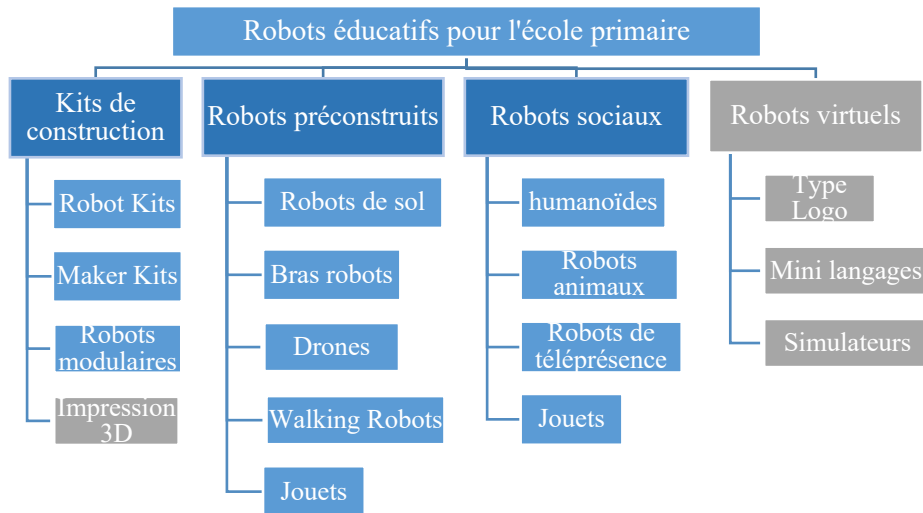 Robots éducatifs pour l'école primaire
Kits de
construction
Robots préconstruits
Robots sociaux
Robots virtuels
Robot Kits
Maker Kits
Robots
modulaires
Impression
3D
Robots de sol
Bras robots
Drones
Walking Robots
Jouets
humanoïdes
Robots
animaux
Robots de
téléprésence
Jouets
Type
Logo
Mini langages
Simulateurs